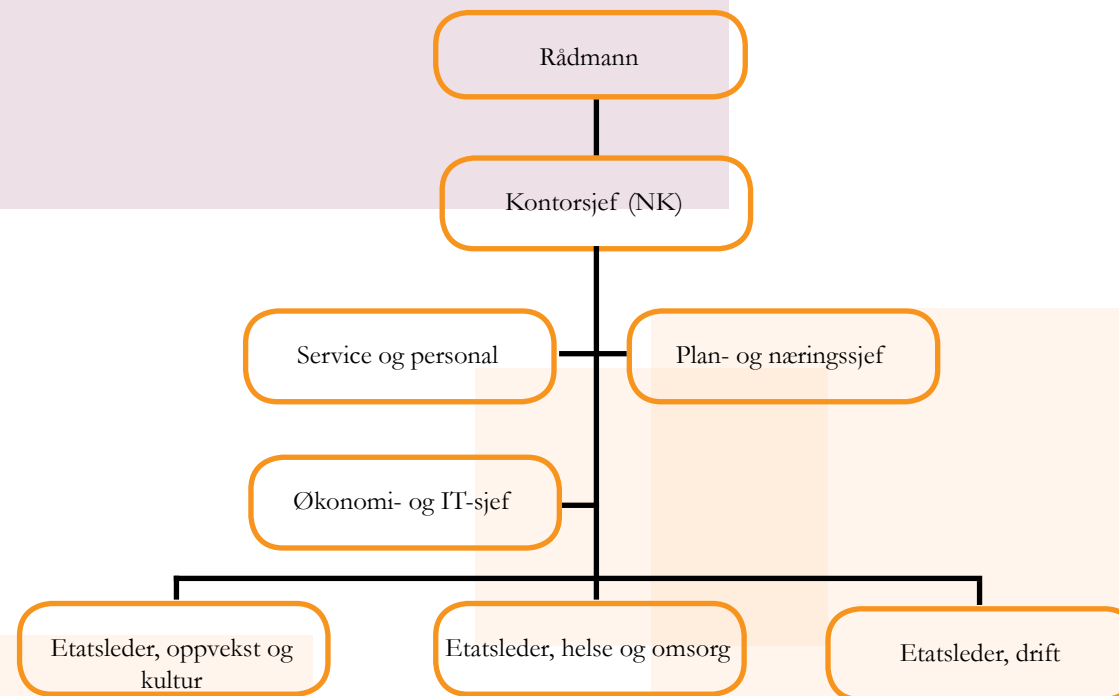 Rådmann
Kontorsjef (NK)
Service og personal
Plan- og næringssjef
Økonomi- og IT-sjef
Etatsleder, oppvekst og
kultur
Etatsleder, helse og omsorg
Etatsleder, drift